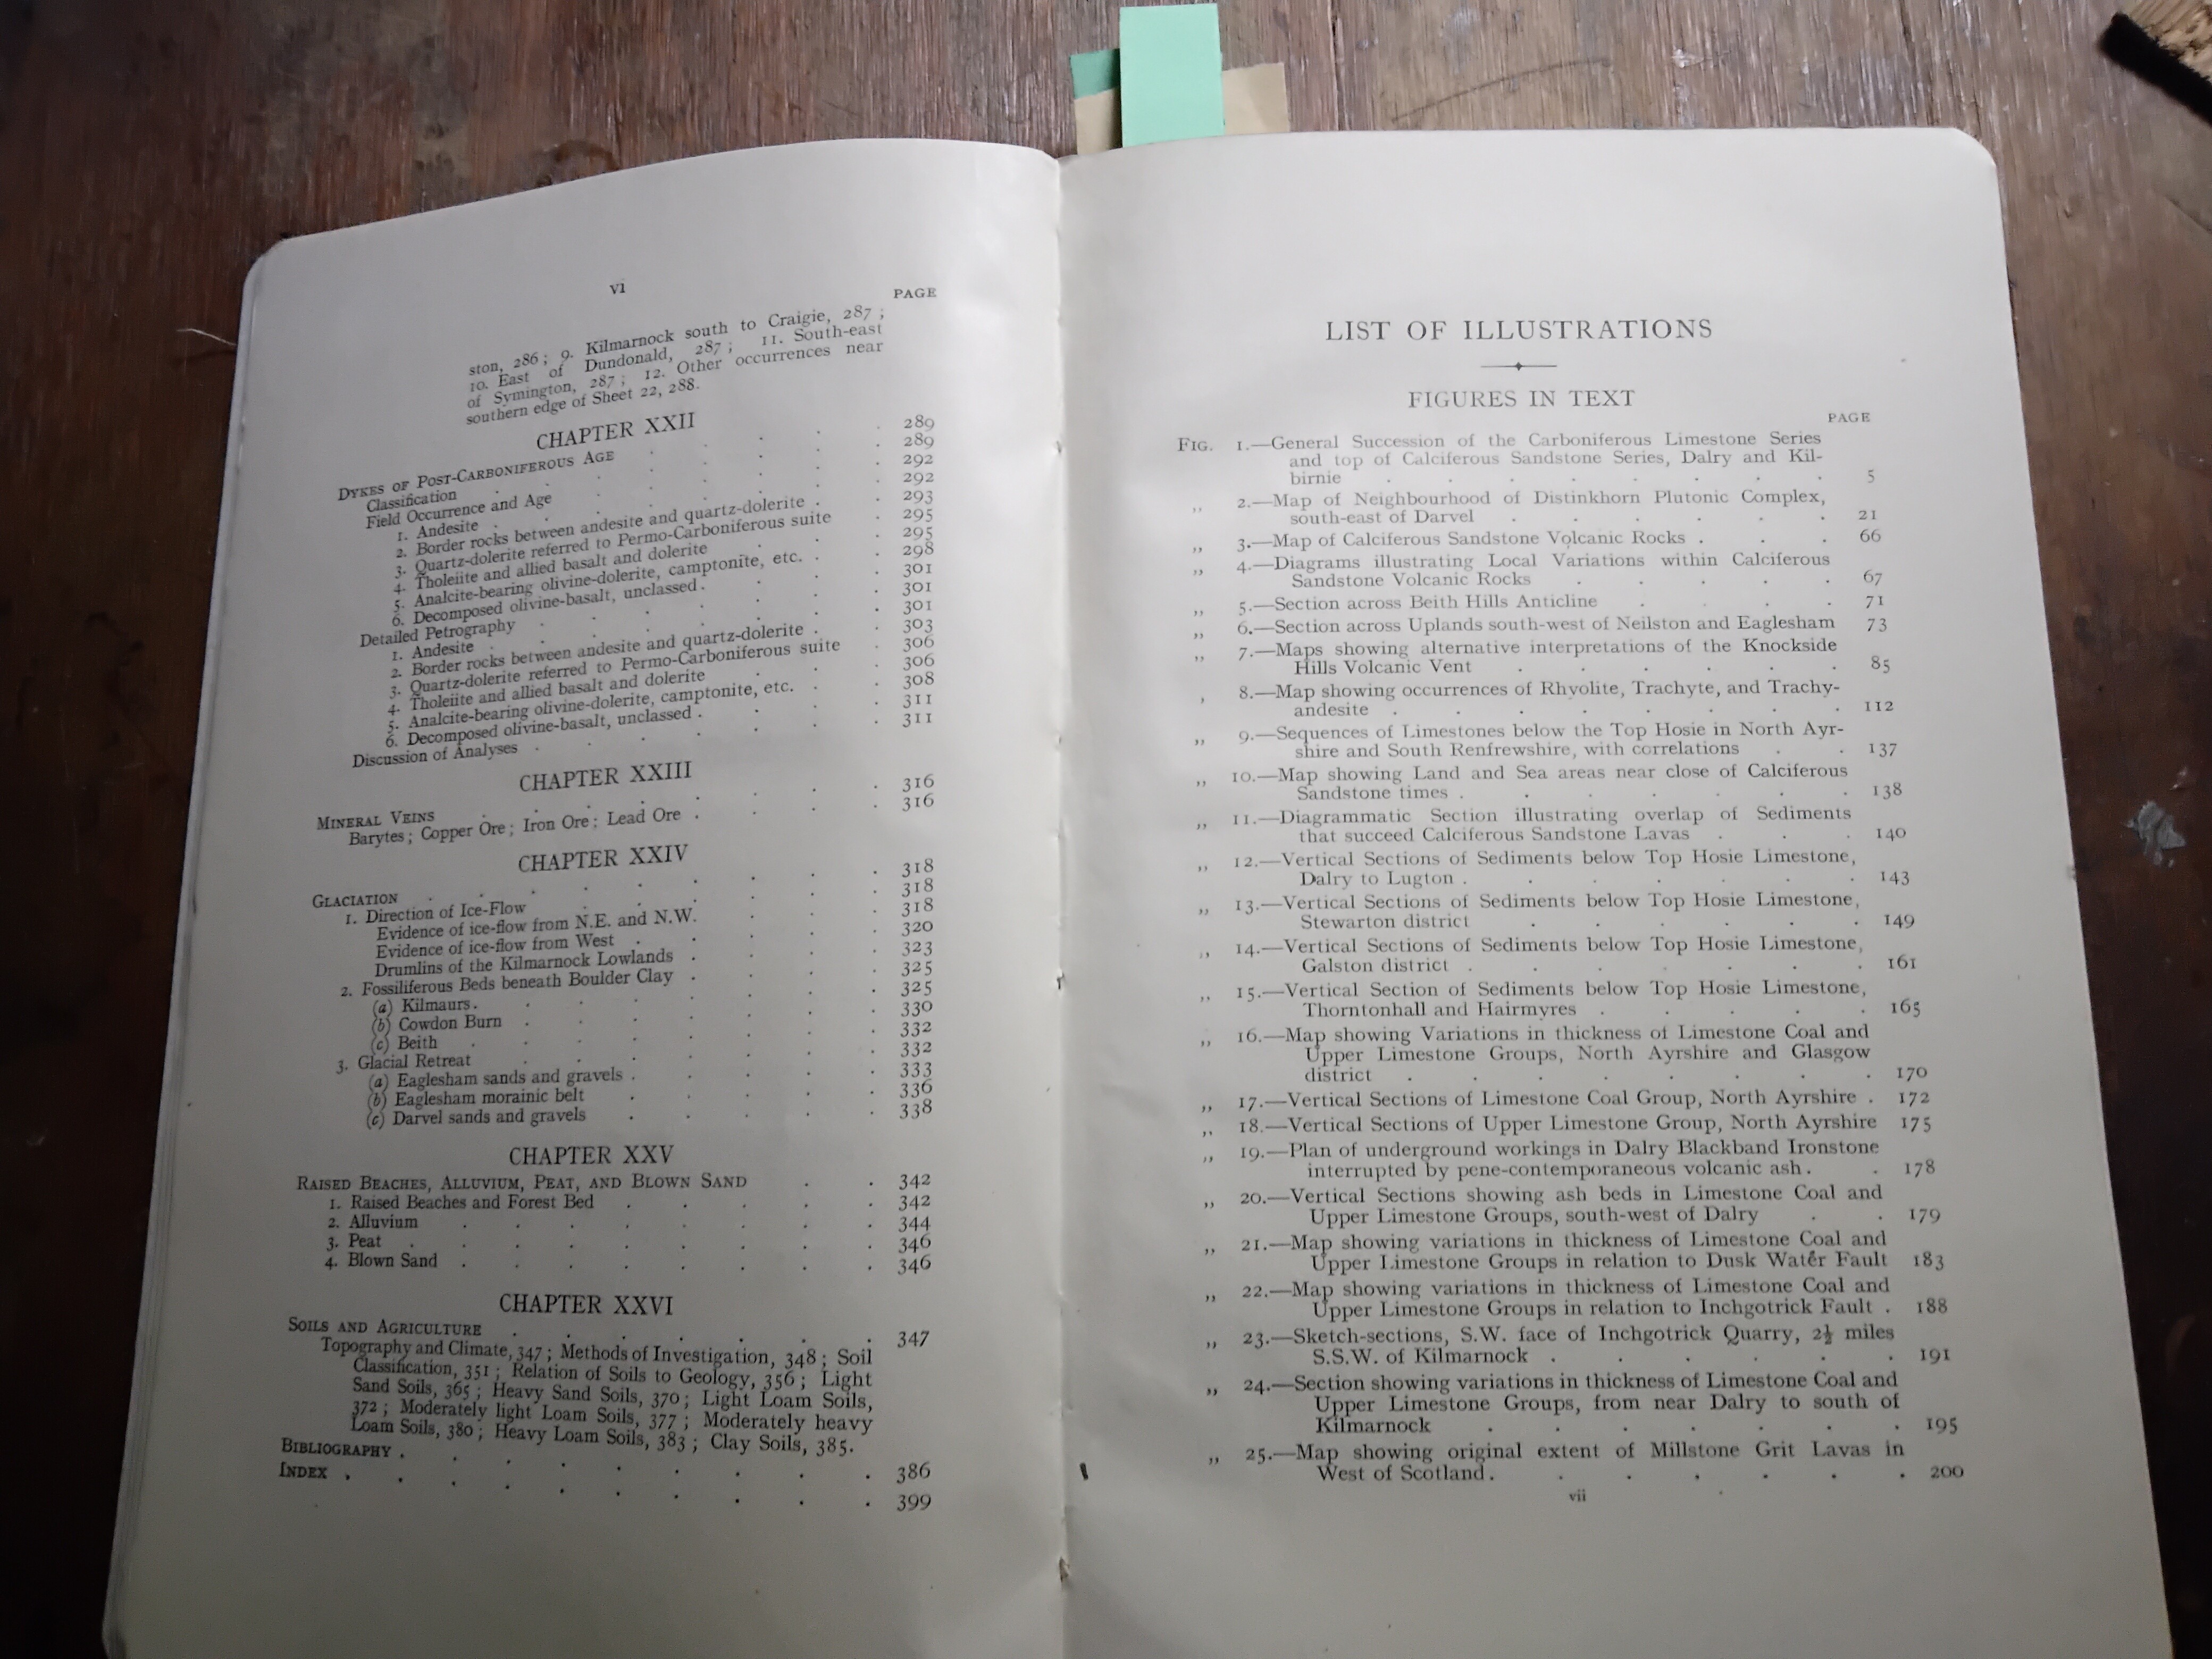 vi
PAGE
ston, 286 ; 9. Kilmarnock south to Craigie, 287 ;
10. East of Dundonald, 287 ; 11. South-east
of Symington, 287 ; 12. Other occurrences near
southern edge of Sheet 22, 288.
CHAPTER XXII
DYKES OF POST-CARBONIFEROUS AGE . . . 289
Classification . . . . . . 289
Field Occurrence and Age . . . . . 292
1. Andesite . . . . . . 292
2. Border rocks between andesite and quartz-dolerite . . 293
3. Quartz-dolerite referred to Permo-Carboniferous suite . 295
4. Tholeiite and allied basalt and dolerite . . . 295
5. Analcite-bearing olivine-dolerite, camptonite, etc. . . 298
6. Decomposed olivine-basalt, unclassed . . . . 301
Detailed Petrography . . . . . . 301
1. Andesite . . . . . . 301
2. Border rocks between andesite and quartz-dolerite . . 303
3. Quartz-dolerite referred to Permo-Carboniferous suite . 306
4. Tholeiite and allied basalt and dolerite . . . 306
5. Analcite-bearing olivine-dolerite, camptonite, etc. . . 308
6. Decomposed olivine-basalt, unclassed . . . . 311
Discussion of Analyses . . . . . . 311
CHAPTER XXIII
MINERAL VEINS . . . . . . 316
Barytes ; Copper Ore ; Iron Ore ; Lead Ore . . . . 316
CHAPTER XXIV
GLACIATION . . . . . . . 318
1. Direction of Ice-Flow . . . . . 318
Evidence of ice-flow from N.E. and N.W. . . . 318
Evidence of ice-flow from West . . . . 320
Drumlins of the Kilmarnock Lowlands . . . . 323
2. Fossiliferous Beds beneath Boulder Clay . . . . 325
(a) Kilmaurs . . . . . . 325
(b) Cowdon Burn . . . . . . 330
(c) Beith . . . . . . 332
3. Glacial Retreat . . . . . . 332
(a) Eaglesham sands and gravels . . . . . 333
(b) Eaglesham morainic belt . . . . 336
(c) Darvel sands and gravels . . . . 338
CHAPTER XXV
RAISED BEACHES, ALLUVIUM, PEAT, AND BLOWN SAND . . 342
1. Raised Beaches and Forest Bed . . . . 342
2. Alluvium . . . . . . 344
3. Peat . . . . . . . 346
4. Blown Sand . . . . . . 346
CHAPTER XXVI
SOILS AND AGRICULTURE . . . . . . 347
Topography and Climate, 347 ; Methods of Investigation, 348 ; Soil
Classification, 351 ; Relation of Soils to Geology, 356 ; Light
Sand Soils, 365 ; Heavy Sand Soils, 370 ; Light Loam Soils,
372 ; Moderately light Loam Soils, 377 ; Moderately heavy
Loam Soils, 380 ; Heavy Loam Soils, 383 ; Clay Soils, 385.
BIBLIOGRAPHY . . . . . . . . 386
INDEX . . . . . . . . 399
LIST OF ILLUSTRATIONS
FIGURES IN TEXT
PAGE
FIG. 1.—General Succession of the Carboniferous Limestone Series
and top of Calciferous Sandstone Series, Dalry and Kil-
birnie . . . . . . . 5
,, 2.—Map of Neighbourhood of Distinkhorn Plutonic Complex,
south-east of Darvel . . . . . . 21
,, 3.—Map of Calciferous Sandstone Volcanic Rocks . . . 66
,, 4.—Diagrams illustrating Local Variations within Calciferous
Sandstone Volcanic Rocks . . . . . 67
,, 5.—Section across Beith Hills Anticline . . . . 71
,, 6.—Section across Uplands south-west of Neilston and Eaglesham 73
,, 7.—Maps showing alternative interpretations of the Knockside
Hills Volcanic Vent . . . . . . 85
, 8.—Map showing occurrences of Rhyolite, Trachyte, and Trachy-
andesite . . . . . . . 112
,, 9.—Sequences of Limestones below the Top Hosie in North Ayr-
shire and South Renfrewshire, with correlations . . 137
,, 10.—Map showing Land and Sea areas near close of Calciferous
Sandstone times . . . . . . 138
,, 11.—Diagrammatic Section illustrating overlap of Sediments
that succeed Calciferous Sandstone Lavas . . . 140
,, 12.—Vertical Sections of Sediments below Top Hosie Limestone,
Dalry to Lugton . . . . . . 143
,, 13.—Vertical Sections of Sediments below Top Hosie Limestone,
Stewarton district . . . . . . 149
,, 14.—Vertical Sections of Sediments below Top Hosie Limestone,
Galston district . . . . . . 161
,, 15.—Vertical Section of Sediments below Top Hosie Limestone,
Thorntonhall and Hairmyres . . . . . 165
,, 16.—Map showing Variations in thickness of Limestone Coal and
Upper Limestone Groups, North Ayrshire and Glasgow
district . . . . . . . 170
,, 17.—Vertical Sections of Limestone Coal Group, North Ayrshire . 172
,, 18.—Vertical Sections of Upper Limestone Group, North Ayrshire 175
,, 19.—Plan of underground workings in Dalry Blackband Ironstone
interrupted by pene-contemporaneous volcanic ash . . 178
,, 20.—Vertical Sections showing ash beds in Limestone Coal and
Upper Limestone Groups, south-west of Dalry . . 179
,, 21.—Map showing variations in thickness of Limestone Coal and
Upper Limestone Groups in relation to Dusk Water Fault 183
,, 22.—Map showing variations in thickness of Limestone Coal and
Upper Limestone Groups in relation to Inchgotrick Fault . 188
,, 23.—Sketch-sections, S.W. face of Inchgotrick Quarry, 2½ miles
S.S.W. of Kilmarnock . . . . . . 191
,, 24.—Section showing variations in thickness of Limestone Coal and
Upper Limestone Groups, from near Dalry to south of
Kilmarnock . . . . . . . 195
,, 25.—Map showing original extent of Millstone Grit Lavas in
West of Scotland . . . . . . . 200
vii